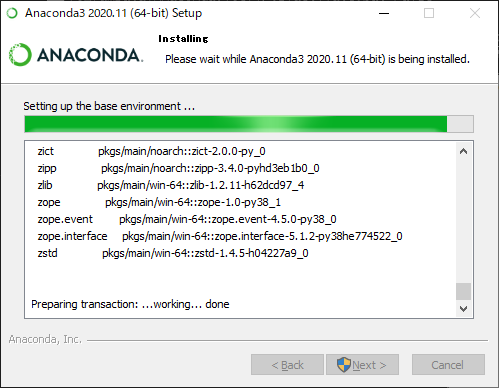 Anaconda3 2020.11 (64-bit) Setup
Installing
Please wait while Anaconda3 2020.11 (64-bit) is being installed.
ANACONDA.
Setting up the base environment ...
zict pkgs/main/noarch::zict-2.0.0-py_0
zipp pkgs/main/noarch::zipp-3.4.0-pyhd3eb1b0_0
zlib pkgs/main/win-64::zlib-1.2.11-h62dcd97_4
zope pkgs/main/win-64::zope-1.0-py38_1
zope.event pkgs/main/win-64::zope.event-4.5.0-py38_0
zope.interface pkgs/main/win-64::zope.interface-5.1.2-py38he774522_0
zstd pkgs/main/win-64::zstd-1.4.5-h04227a9_0
Preparing transaction: ...working... done
Anaconda, Inc.
< Back
Next >
Cancel